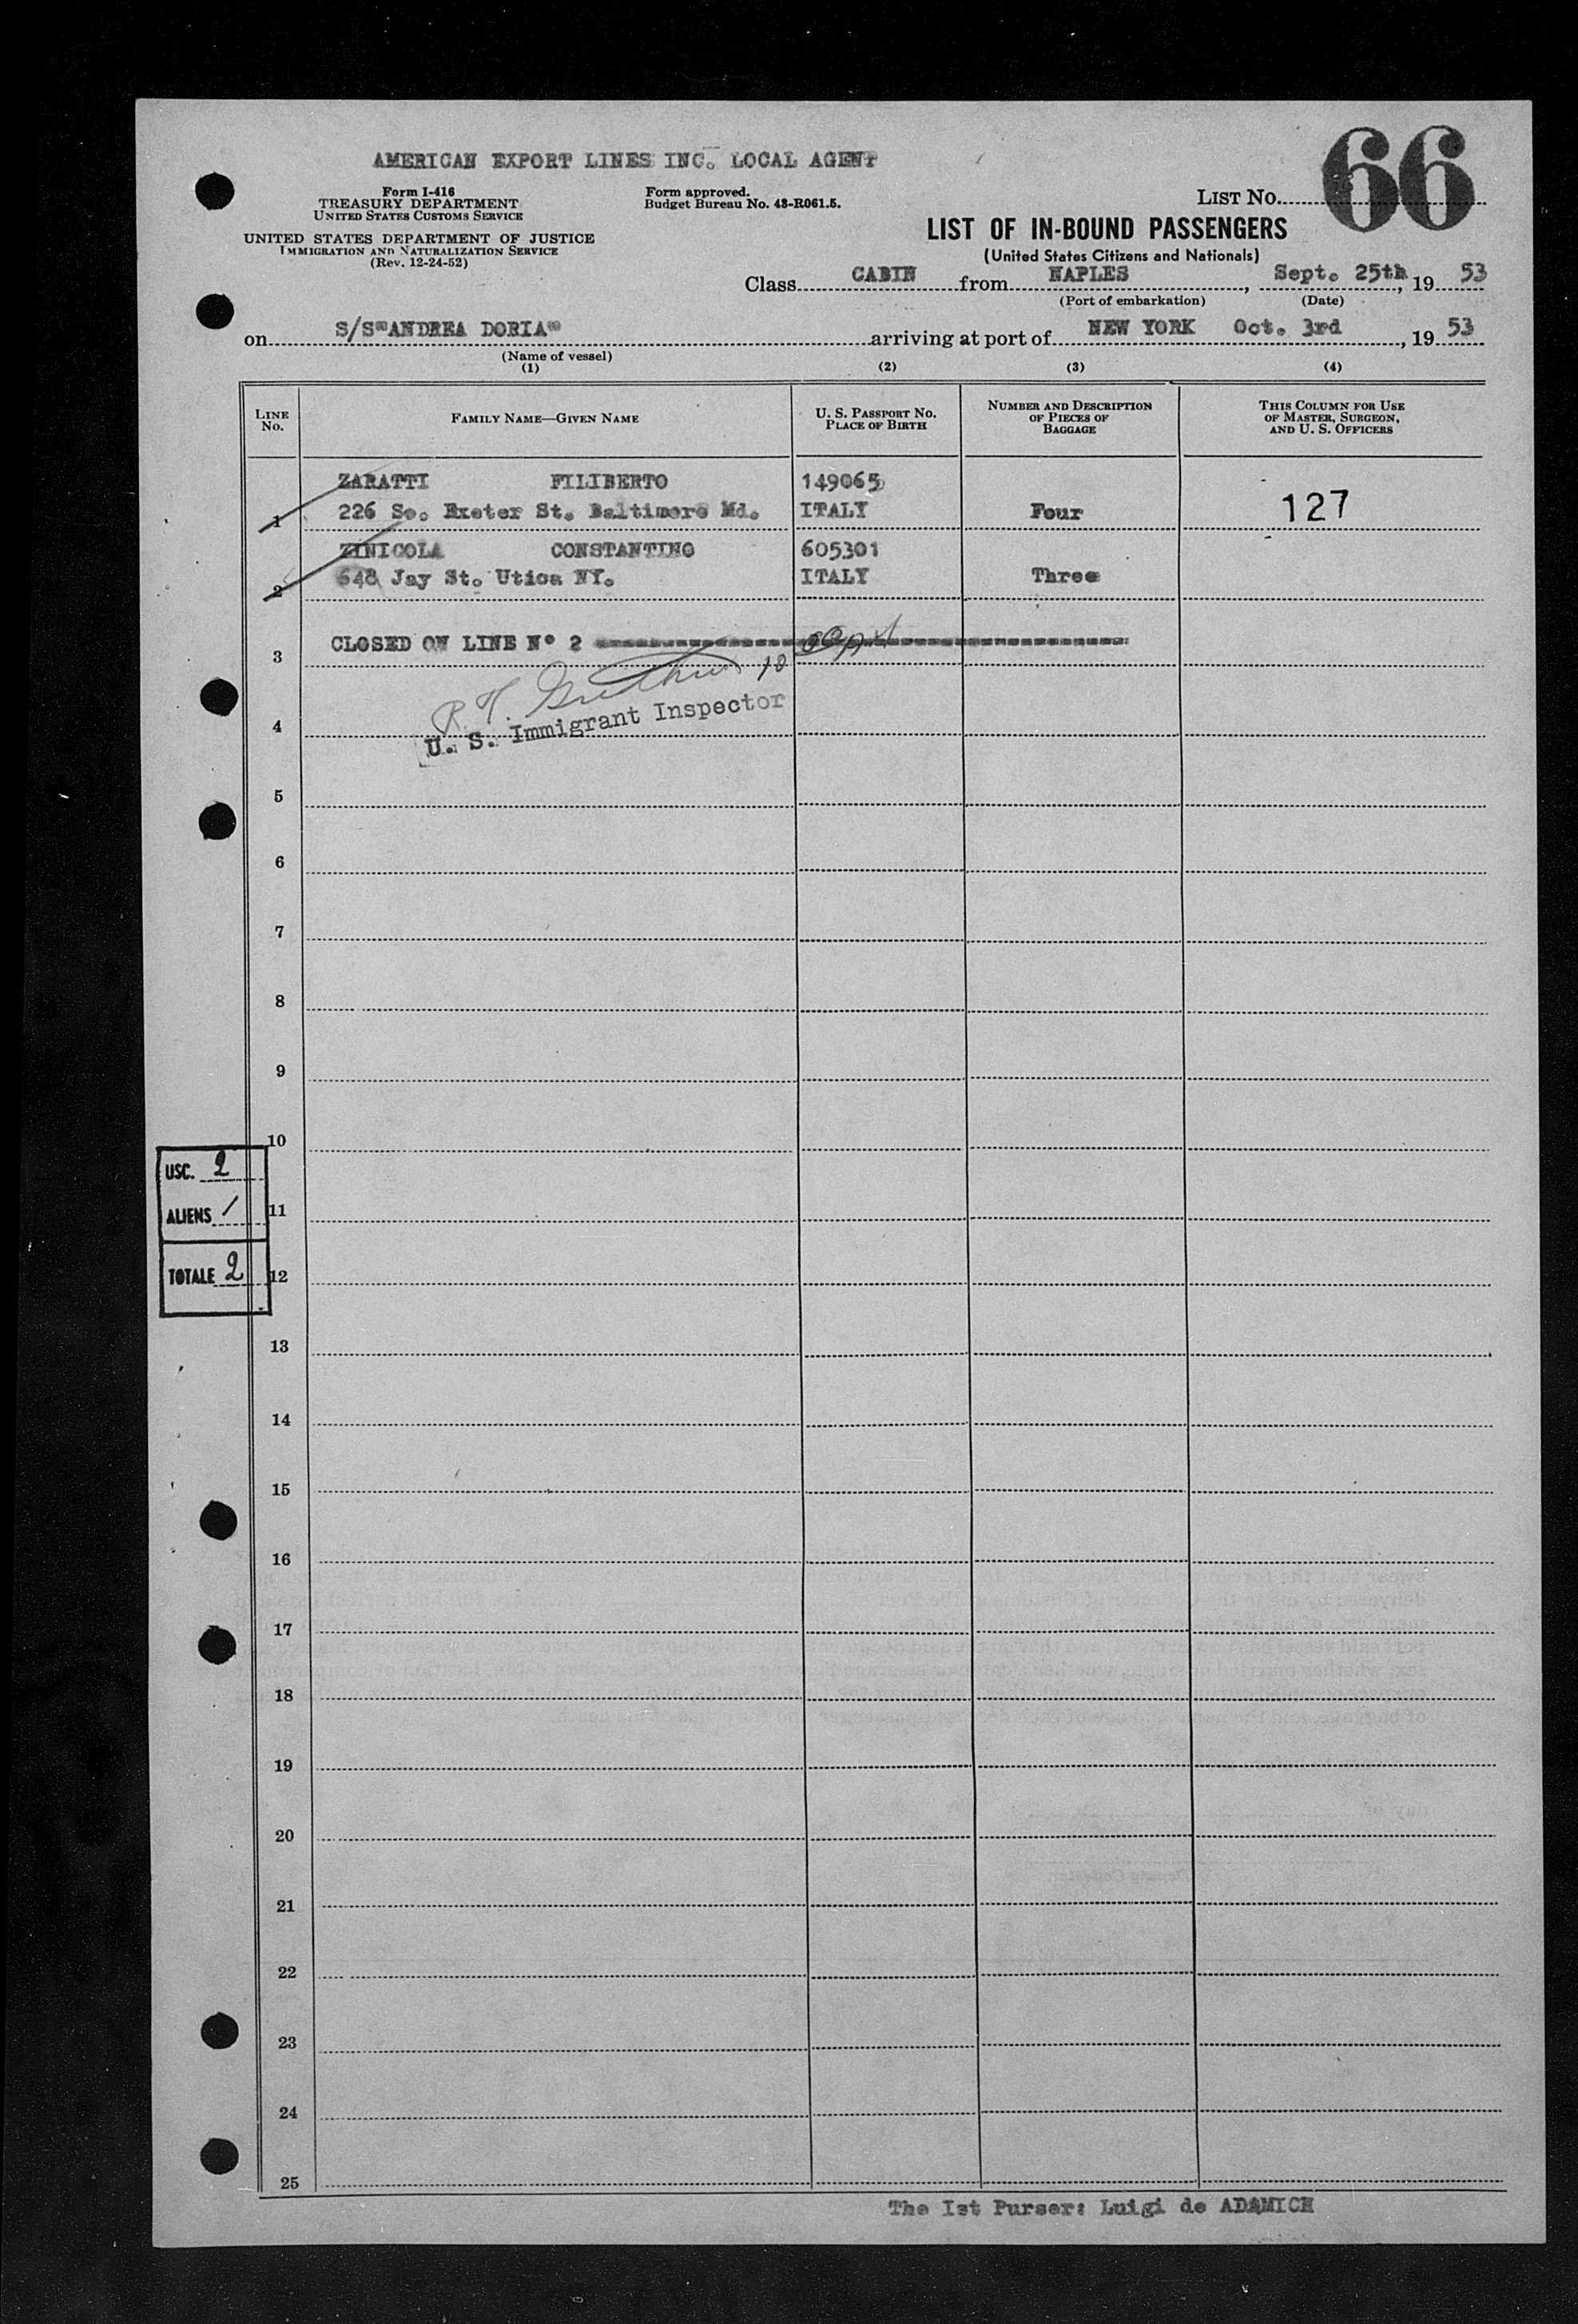 AMERICAN EXPORT LINES INC. LOCAL AGENT
66
Form I-416
TREASURY DEPARTMENT
UNITED STATES CUSTOMS SERVICE
UNITED STATES DEPARTMENT OF JUSTICE
IMMIGRATION AND NATURALIZATION SERVICE
(Rev. 12-24-52)
Form approved.
Budget Bureau No. 43-R061.5.
LIST NO.
LIST OF IN-BOUND PASSENGERS
(United States Citizens and Nationals)
Class CABIN from NAPLES, Sept. 25th, 19 53
(Port of embarkation) (Date)
on S/S"ANDREA DORIA" arriving at port of NEW YORK Oct. 3rd, 19 53
(Name of vessel)
(1) (2) (3) (4)
LINE NO.
FAMILY NAME—GIVEN NAME
U. S. PASSPORT NO.
PLACE OF BIRTH
NUMBER AND DESCRIPTION
OF PIECES OF
BAGGAGE
THIS COLUMN FOR USE
OF MASTER, SURGEON,
AND U. S. OFFICERS
ZARATTI FILIBERTO 149065
1 226 So. Exeter St. Baltimore Md. ITALY Four 127
ZINICOLA CONSTANTINO 605301
2 648 Jay St. Utica NY. ITALY Three
3 CLOSED ON LINE N° 2
R. H.
4 U. S. Immigrant Inspector
5
6
7
8
9
10
USC. 2
11
ALIENS /
12
TOTALE 2
13
14
15
16
17
18
19
20
21
22
23
24
25
The Ist Purser: Luigi de ADAMICH